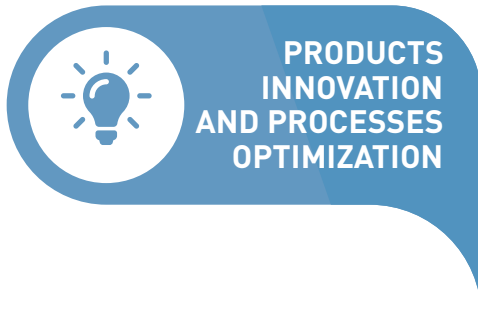 PRODUCTS
INNOVATION
AND PROCESSES
OPTIMIZATION